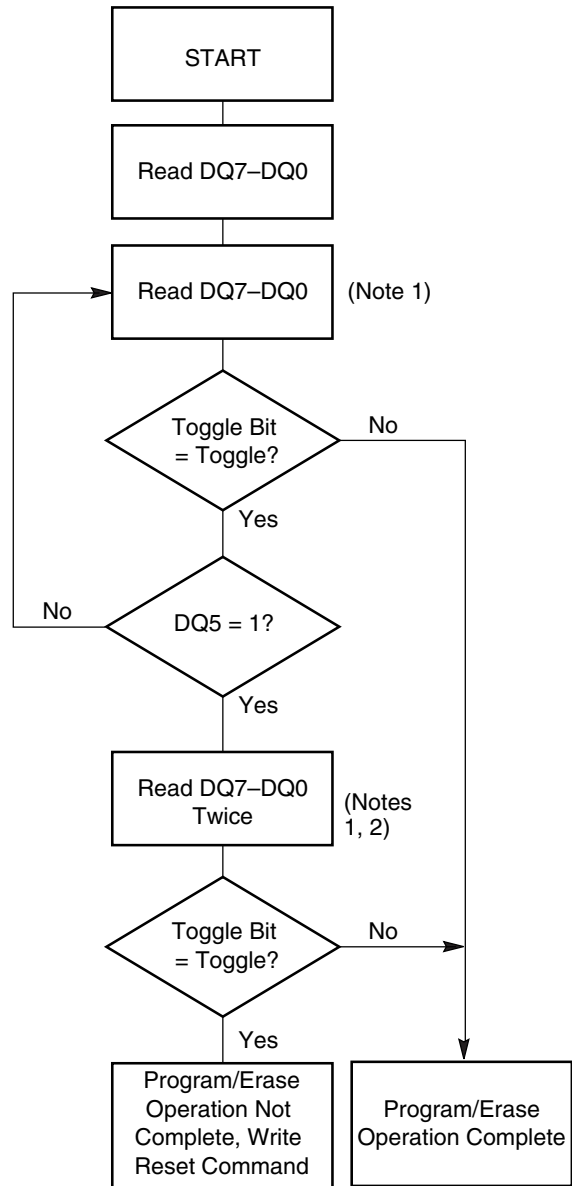 START
Read DQ7–DQ0
Read DQ7–DQ0
(Note 1)
Toggle Bit
= Toggle?
No
Yes
DQ5 = 1?
No
Yes
Read DQ7–DQ0
Twice
(Notes
1, 2)
Toggle Bit
= Toggle?
No
Yes
Program/Erase
Operation Not
Complete, Write
Reset Command
Program/Erase
Operation Complete